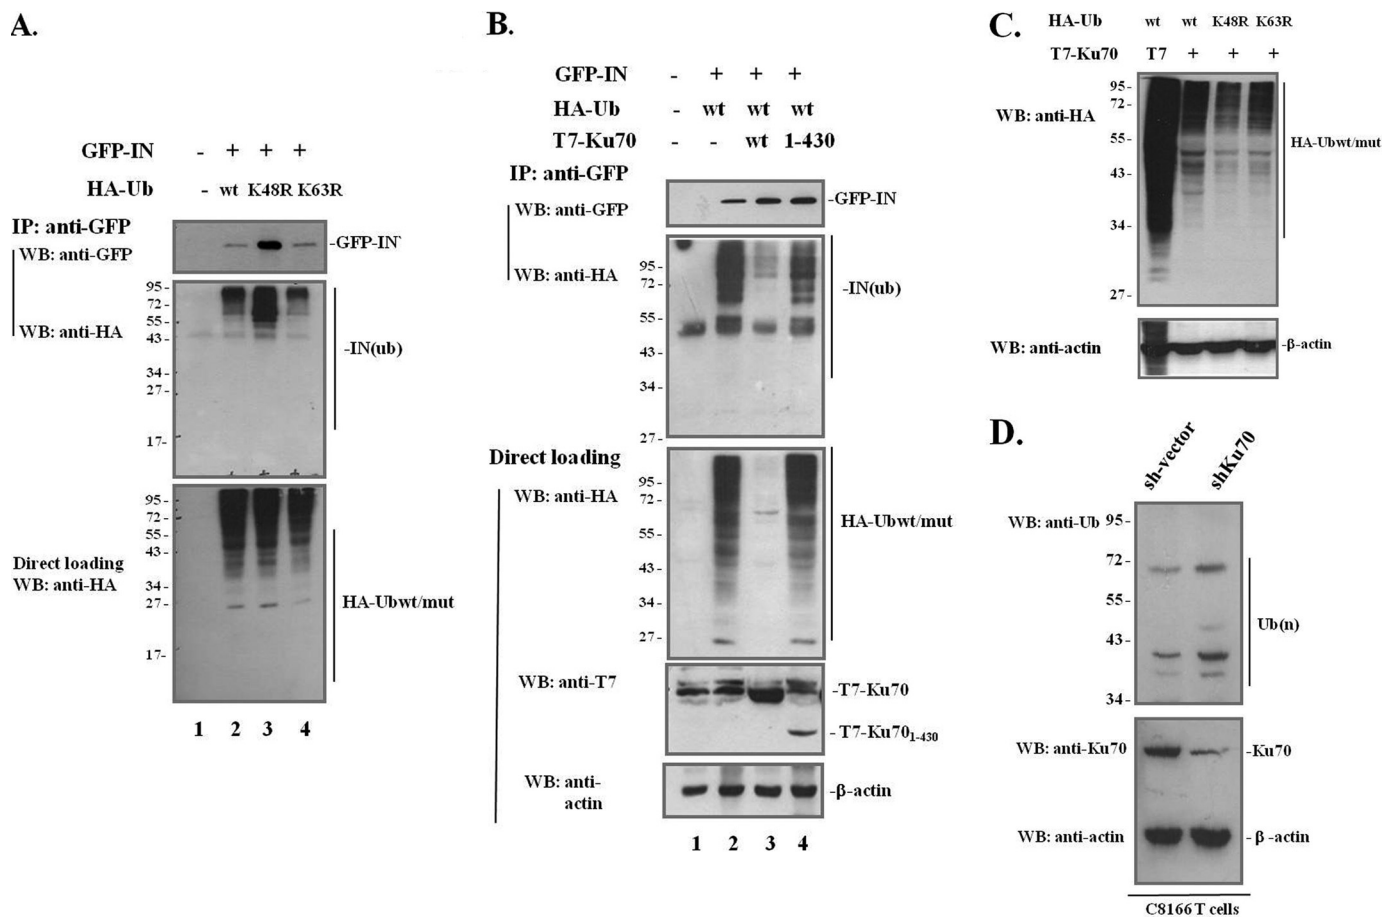 A.
GFP-IN - + + +
HA-Ub - wt K48R K63R
IP: anti-GFP
WB: anti-GFP
-GFP-IN
WB: anti-HA
95-
72-
55-
43-
34-
27-
17-
-IN(ub)
Direct loading
WB: anti-HA
95-
72-
55-
43-
34-
27-
17-
HA-Ubwt/mut
1 2 3 4
B.
GFP-IN - + + +
HA-Ub - wt wt wt
T7-Ku70 - - wt 1-430
IP: anti-GFP
WB: anti-GFP
-GFP-IN
WB: anti-HA
95-
72-
55-
43-
34-
27-
-IN(ub)
Direct loading
WB: anti-HA
95-
72-
55-
43-
34-
27-
HA-Ubwt/mut
WB: anti-T7
-T7-Ku70
-T7-Ku70₁₋₄₃₀
WB: anti-
actin
-β-actin
1 2 3 4
C.
HA-Ub wt wt K48R K63R
T7-Ku70 T7 + + +
WB: anti-HA
95-
72-
55-
43-
34-
27-
HA-Ubwt/mut
WB: anti-actin
-β-actin
D.
sh-vector
shKu70
WB: anti-Ub
95-
72-
55-
43-
34-
Ub(n)
WB: anti-Ku70
-Ku70
WB: anti-actin
-β-actin
C8166 T cells